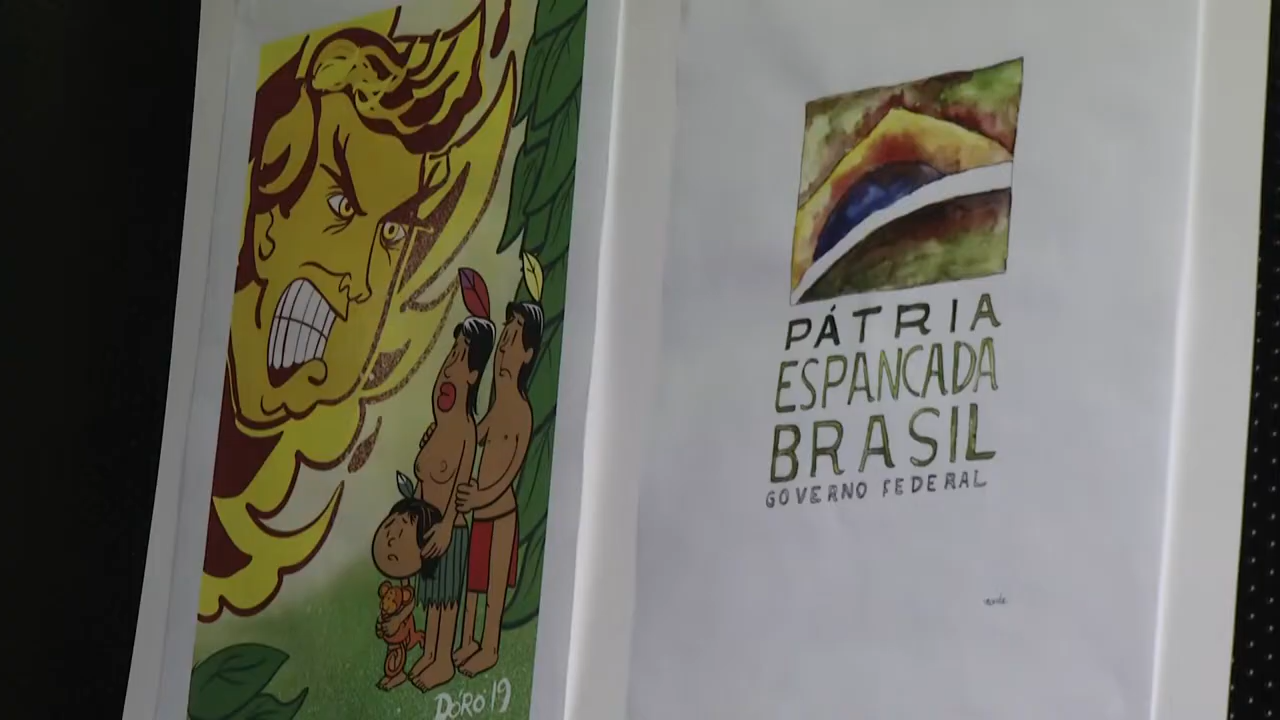 DÓRO'19
PÁTRIA
ESPANCADA
BRASIL
GOVERNO FEDERAL